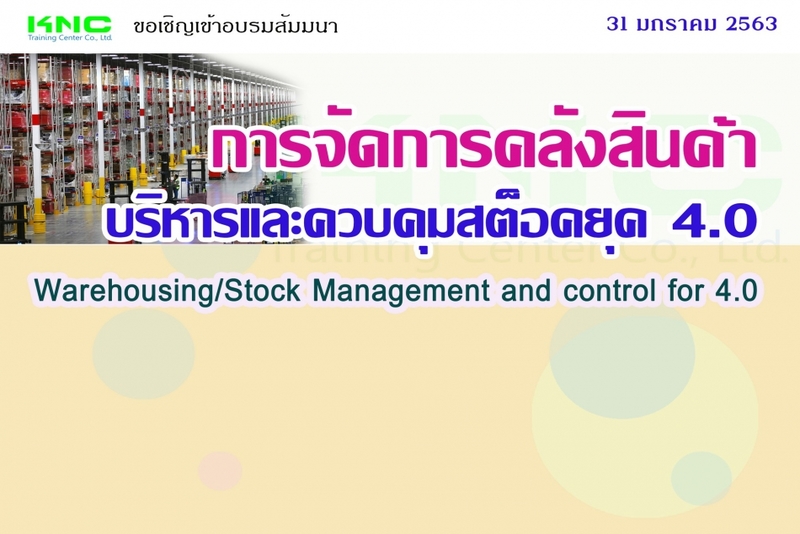 KNC
Training Center Co., Ltd.
ขอเชิญเข้าอบรมสัมมนา
31 มกราคม 2563
การจัดการคลังสินค้า
บริหารและควบคุมสต็อคยุค 4.0
Training Center Co., Ltd.
Warehousing/Stock Management and control for 4.0